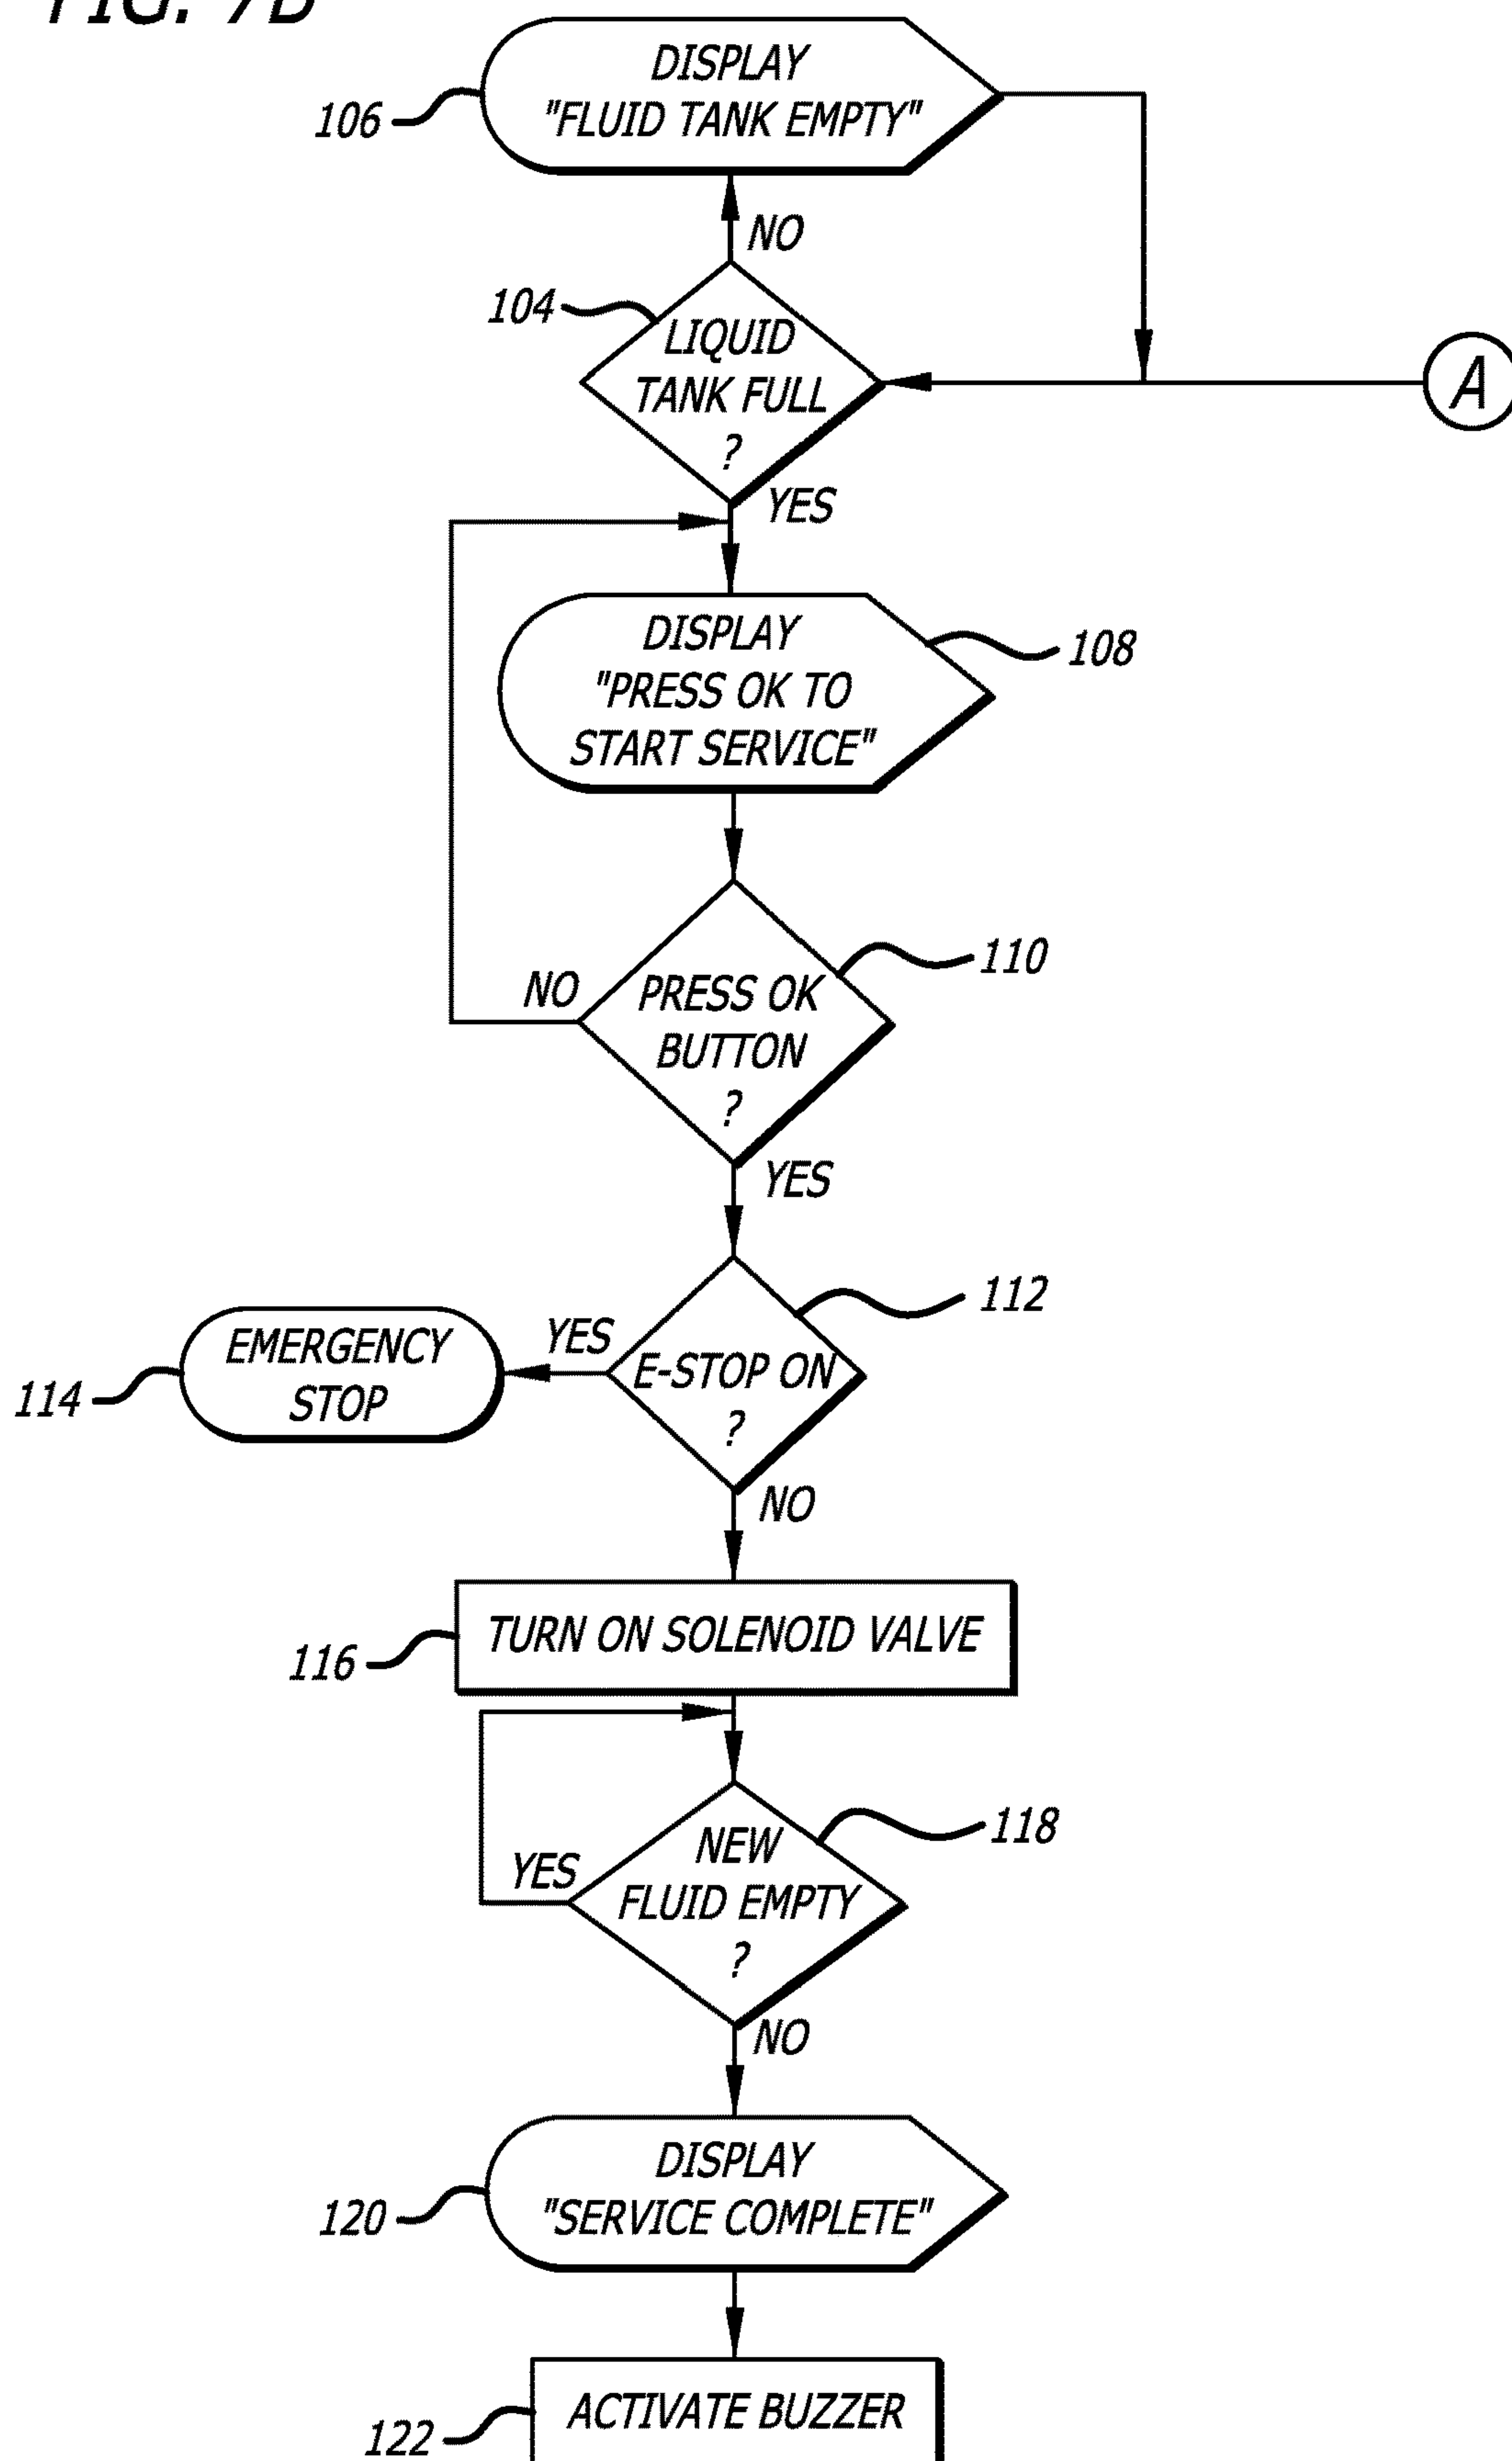 FIG. 7B
DISPLAY
"FLUID TANK EMPTY"
106
NO
104
LIQUID
TANK FULL
?
A
YES
DISPLAY
"PRESS OK TO
START SERVICE"
108
110
NO
PRESS OK
BUTTON
?
YES
112
YES
E-STOP ON
?
EMERGENCY
STOP
114
NO
TURN ON SOLENOID VALVE
116
118
NEW
FLUID EMPTY
?
YES
NO
DISPLAY
"SERVICE COMPLETE"
120
ACTIVATE BUZZER
122